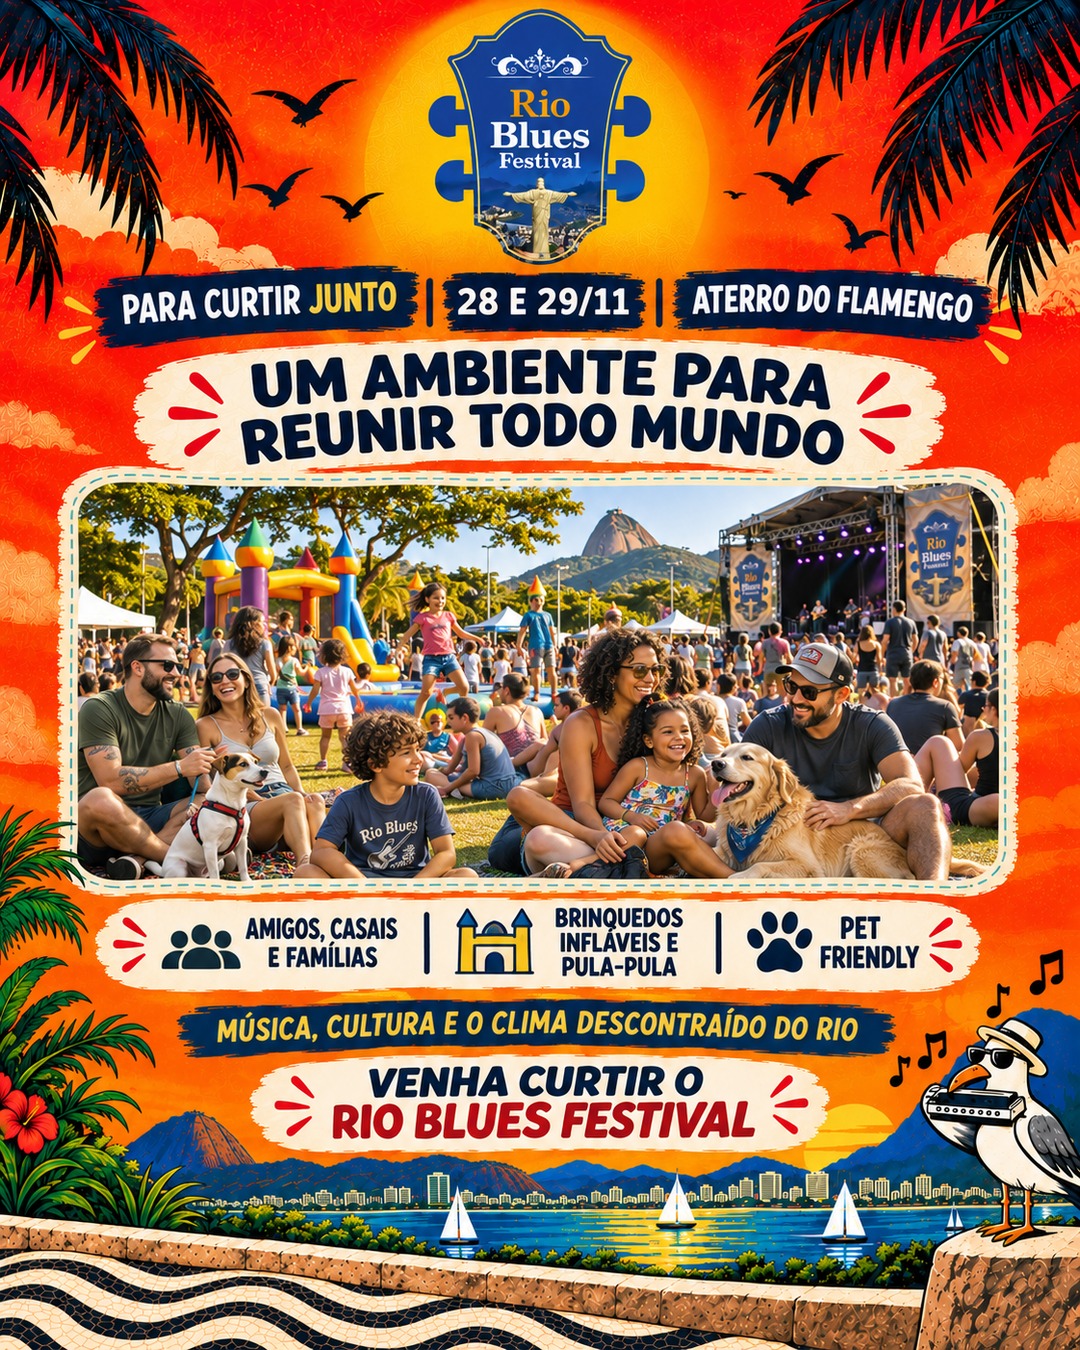 Rio
Blues
Festival
PARA CURTIR JUNTO
28 E 29/11
ATERRO DO FLAMENGO
UM AMBIENTE PARA
REUNIR TODO MUNDO
Rio
Blues
Festival
Rio
Blues
Festival
Rio Blues
AMIGOS, CASAIS
E FAMÍLIAS
BRINQUEDOS
INFLÁVEIS E
PULA-PULA
PET
FRIENDLY
MÚSICA, CULTURA E O CLIMA DESCONTRAÍDO DO RIO
VENHA CURTIR O
RIO BLUES FESTIVAL